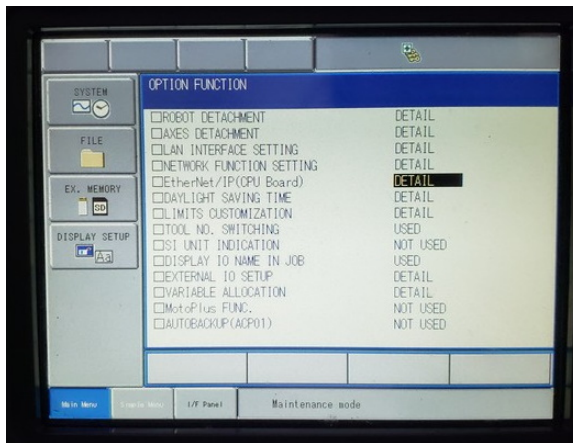 SYSTEM
FILE
EX. MEMORY
SD
DISPLAY SETUP
Aa
OPTION FUNCTION
ROBOT DETACHMENT DETAIL
AXES DETACHMENT DETAIL
LAN INTERFACE SETTING DETAIL
NETWORK FUNCTION SETTING DETAIL
EtherNet/IP(CPU Board) DETAIL
DAYLIGHT SAVING TIME DETAIL
LIMITS CUSTOMIZATION DETAIL
TOOL NO. SWITCHING USED
SI UNIT INDICATION NOT USED
DISPLAY IO NAME IN JOB USED
EXTERNAL IO SETUP DETAIL
VARIABLE ALLOCATION DETAIL
MotoPlus FUNC. NOT USED
AUTOBACKUP(ACP01) NOT USED
Main Menu
Simple Menu
I/F Panel
Maintenance mode